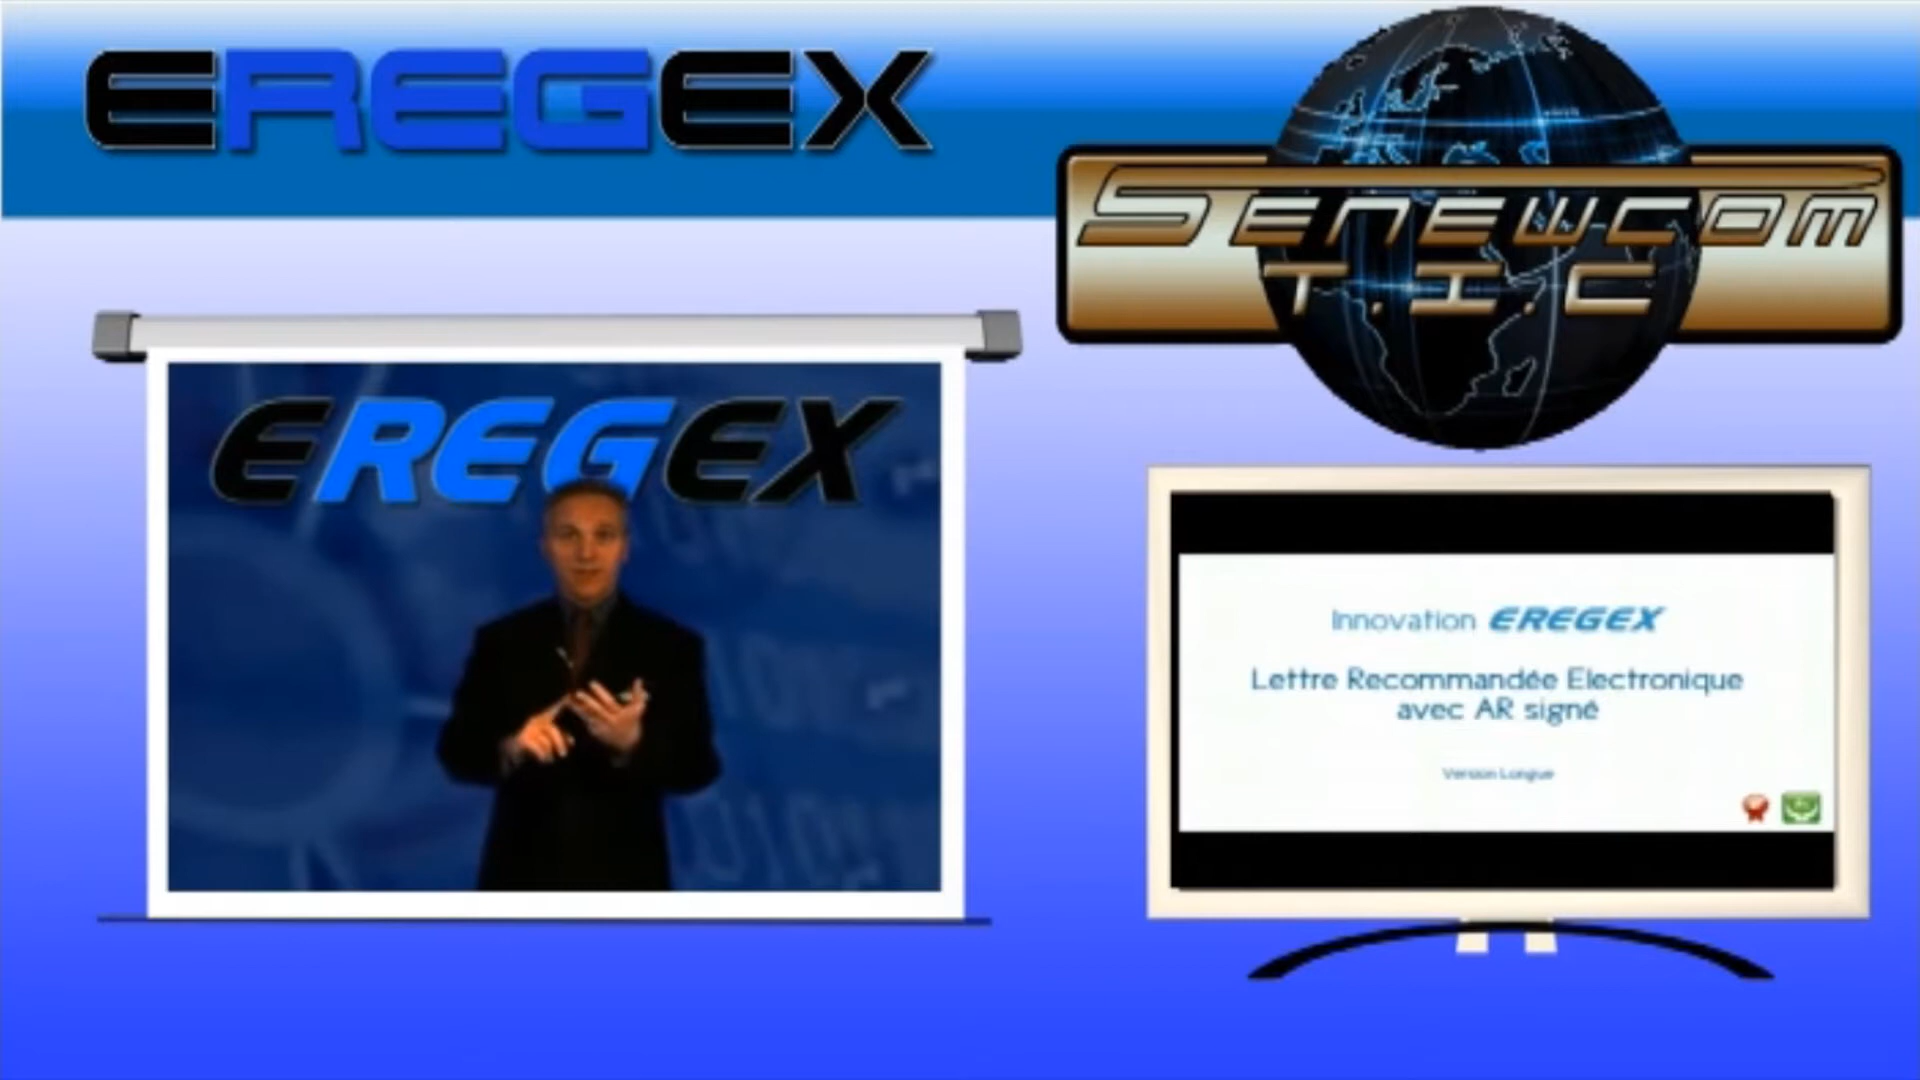 EREGEX
SENEWCOM
T.I.C
EREGEX
Innovation EREGEX
Lettre Recommandée Electronique
avec AR signé
Version Longue